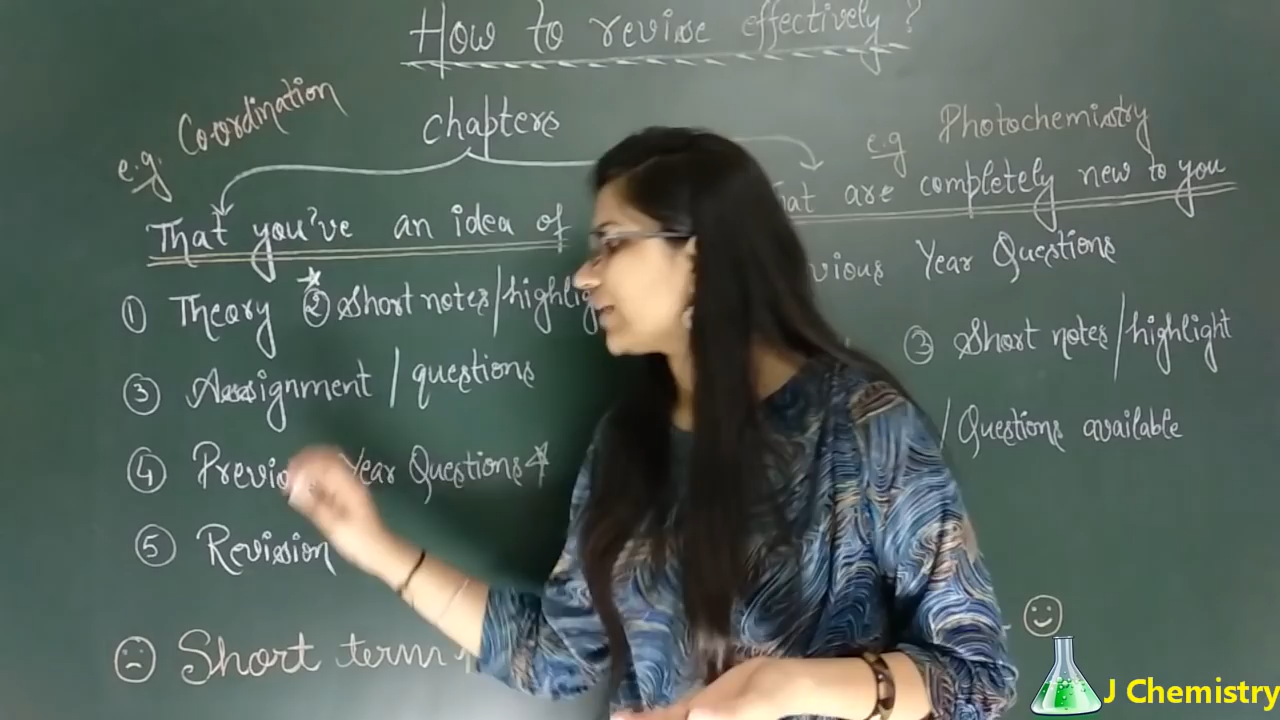 How to revise effectively?
chapters
e.g. Coordination
That you've an idea of
① Theory ② Short notes/
③ Assignment / questions
④ Year Questions
⑤ Revision
Short term
e.g Photochemistry
are completely new to you
Year Questions
③ Short notes/highlight
/Questions available
J Chemistry